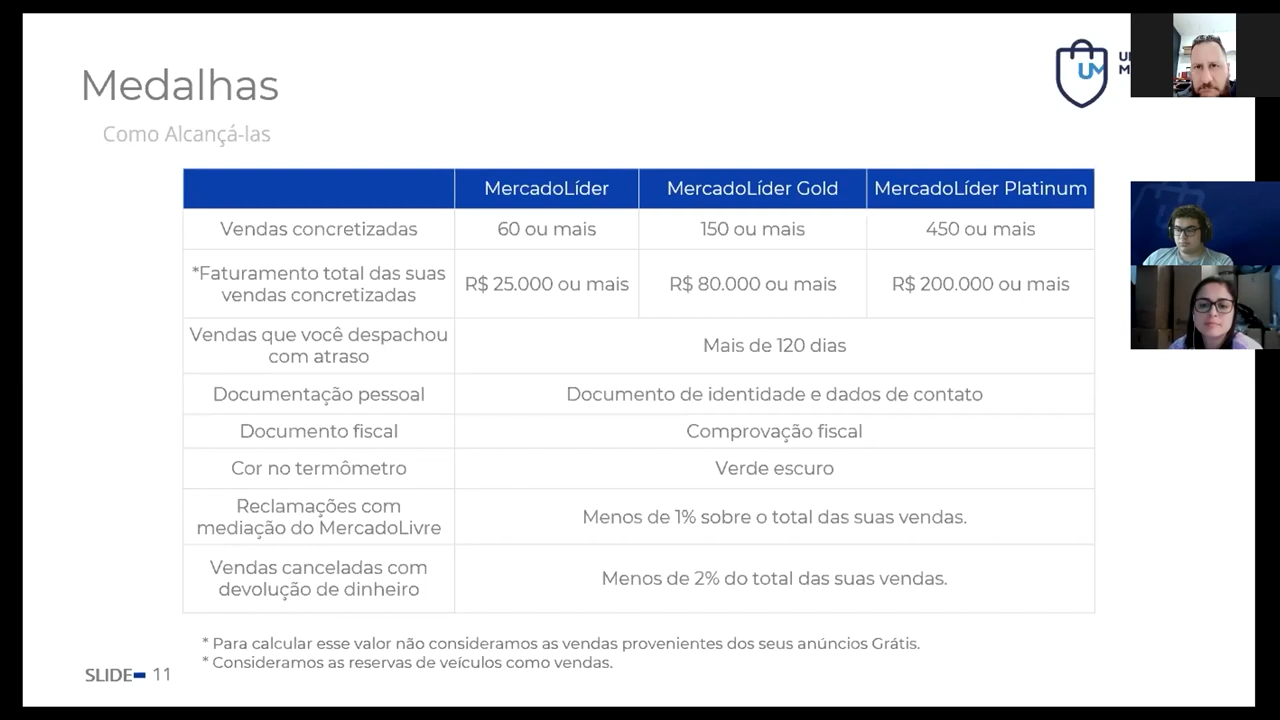 Medalhas
Como Alcançá-las
UM
MercadoLíder MercadoLíder Gold MercadoLíder Platinum
Vendas concretizadas 60 ou mais 150 ou mais 450 ou mais
*Faturamento total das suas
vendas concretizadas R$ 25.000 ou mais R$ 80.000 ou mais R$ 200.000 ou mais
Vendas que você despachou
com atraso Mais de 120 dias
Documentação pessoal Documento de identidade e dados de contato
Documento fiscal Comprovação fiscal
Cor no termômetro Verde escuro
Reclamações com
mediação do MercadoLivre Menos de 1% sobre o total das suas vendas.
Vendas canceladas com
devolução de dinheiro Menos de 2% do total das suas vendas.
* Para calcular esse valor não consideramos as vendas provenientes dos seus anúncios Grátis.
* Consideramos as reservas de veículos como vendas.
SLIDE 11